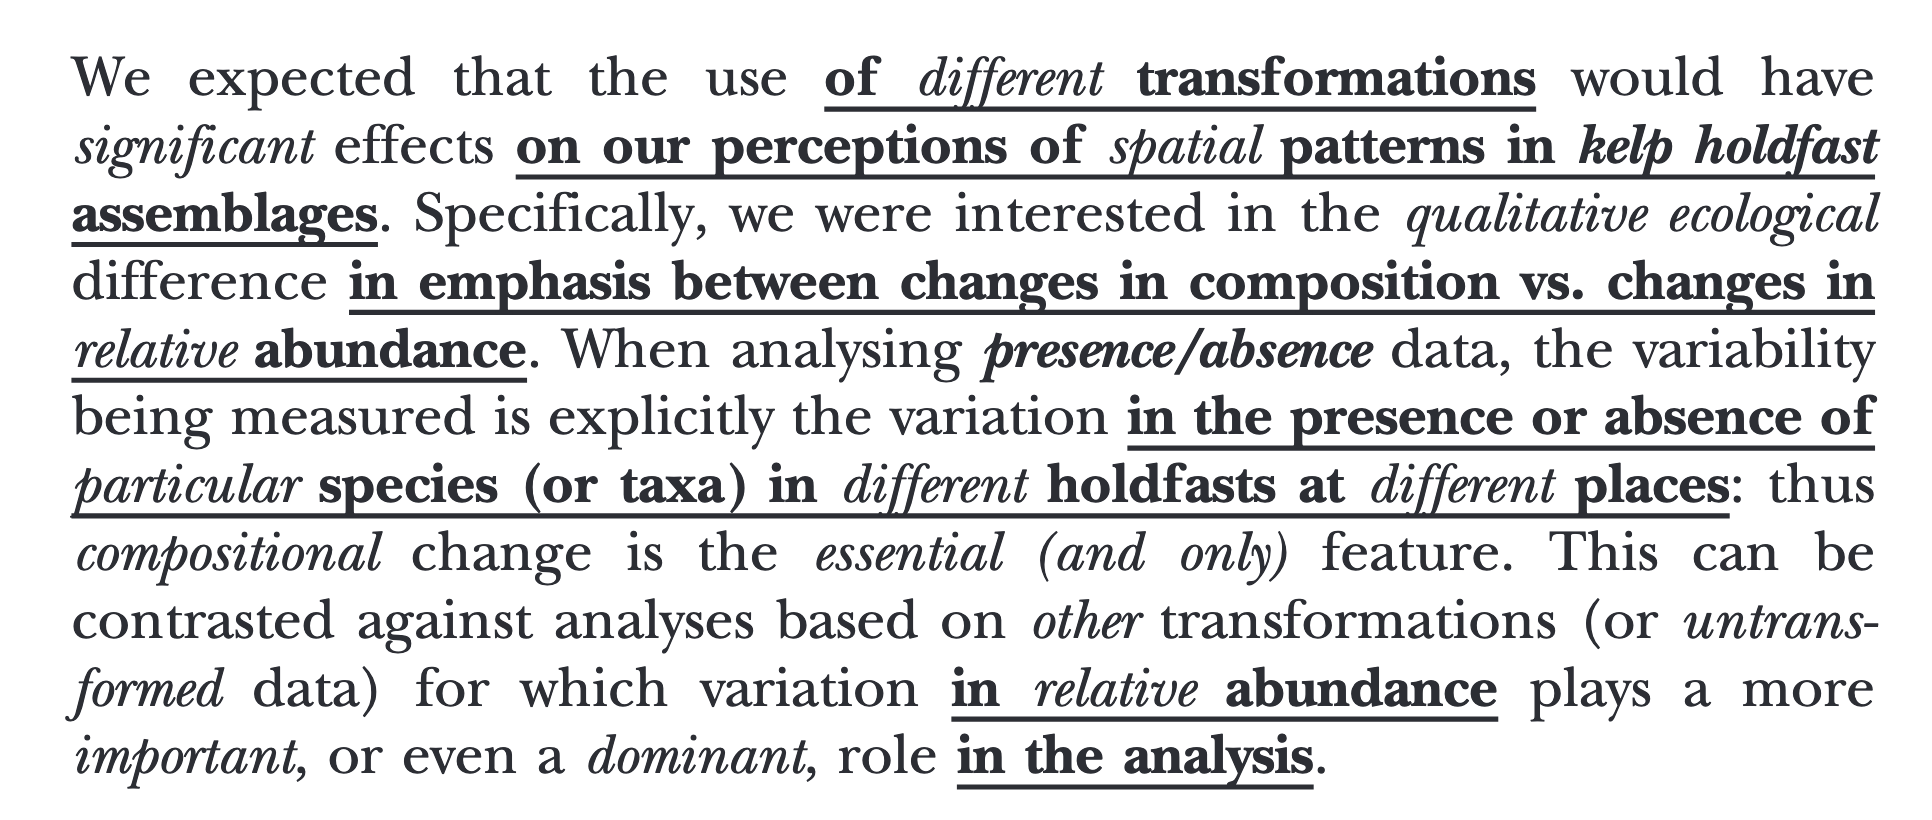 We expected that the use of different transformations would have
significant effects on our perceptions of spatial patterns in kelp holdfast
assemblages. Specifically, we were interested in the qualitative ecological
difference in emphasis between changes in composition vs. changes in
relative abundance. When analysing presence/absence data, the variability
being measured is explicitly the variation in the presence or absence of
particular species (or taxa) in different holdfasts at different places: thus
compositional change is the essential (and only) feature. This can be
contrasted against analyses based on other transformations (or untrans-
formed data) for which variation in relative abundance plays a more
important, or even a dominant, role in the analysis.